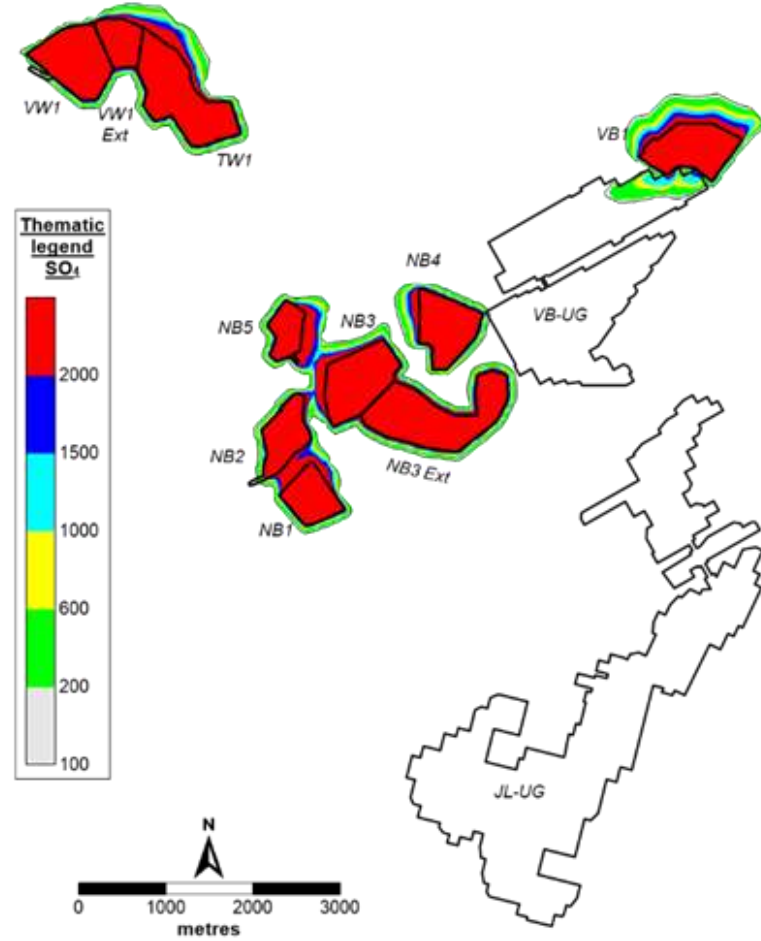 VW1
VW1
Ext
TW1
VB1
Thematic
legend
SO4
2000
1500
1000
600
200
100
NB4
NB5
NB3
VB-UG
NB2
NB3 Ext
NB1
JL-UG
N
0 1000 2000 3000
metres